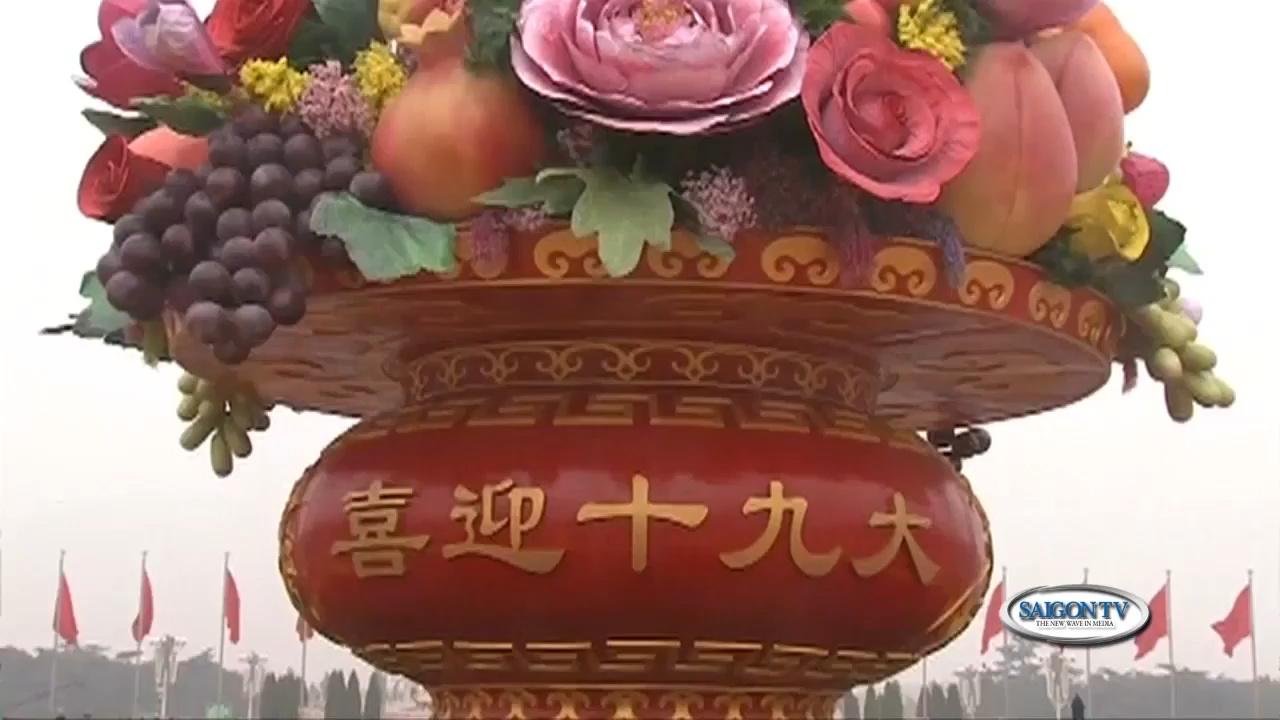 喜迎十九大
SAIGON TV
THE NEW WAVE IN MEDIA